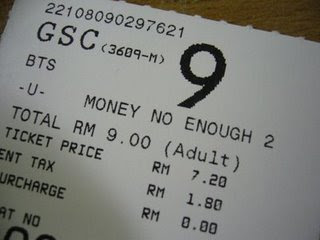 22108090297621
GSC (3609-M) 9
BTS
-U- MONEY NO ENOUGH 2
TOTAL RM 9.00 (Adult)
TICKET PRICE RM 7.20
ENT TAX RM 1.80
URCHARGE RM 0.00
AT NO